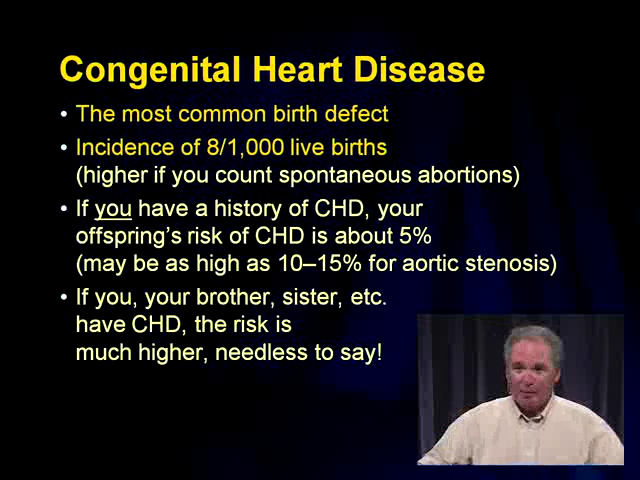 Congenital Heart Disease
• The most common birth defect
• Incidence of 8/1,000 live births
(higher if you count spontaneous abortions)
• If you have a history of CHD, your
offspring's risk of CHD is about 5%
(may be as high as 10–15% for aortic stenosis)
• If you, your brother, sister, etc.
have CHD, the risk is
much higher, needless to say!